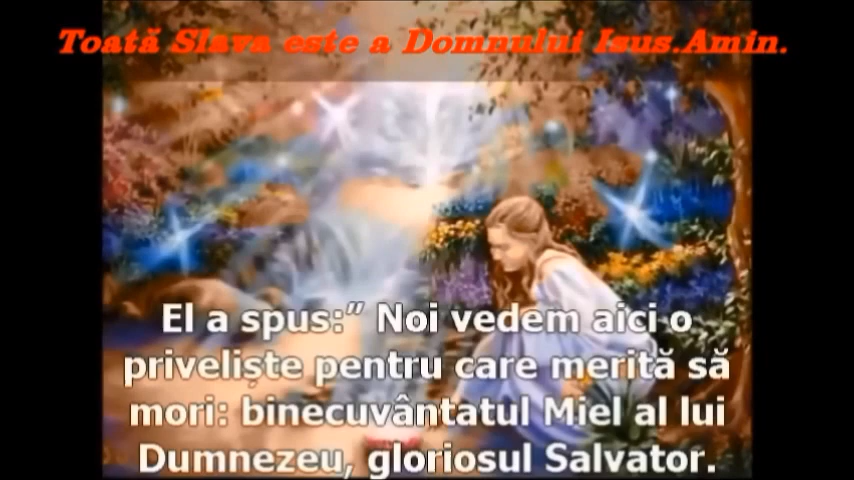 Toată Slava este a Domnului Isus.Amin.
El a spus:” Noi vedem aici o
priveliște pentru care merită să
mori: binecuvântatul Miel al lui
Dumnezeu, gloriosul Salvator.